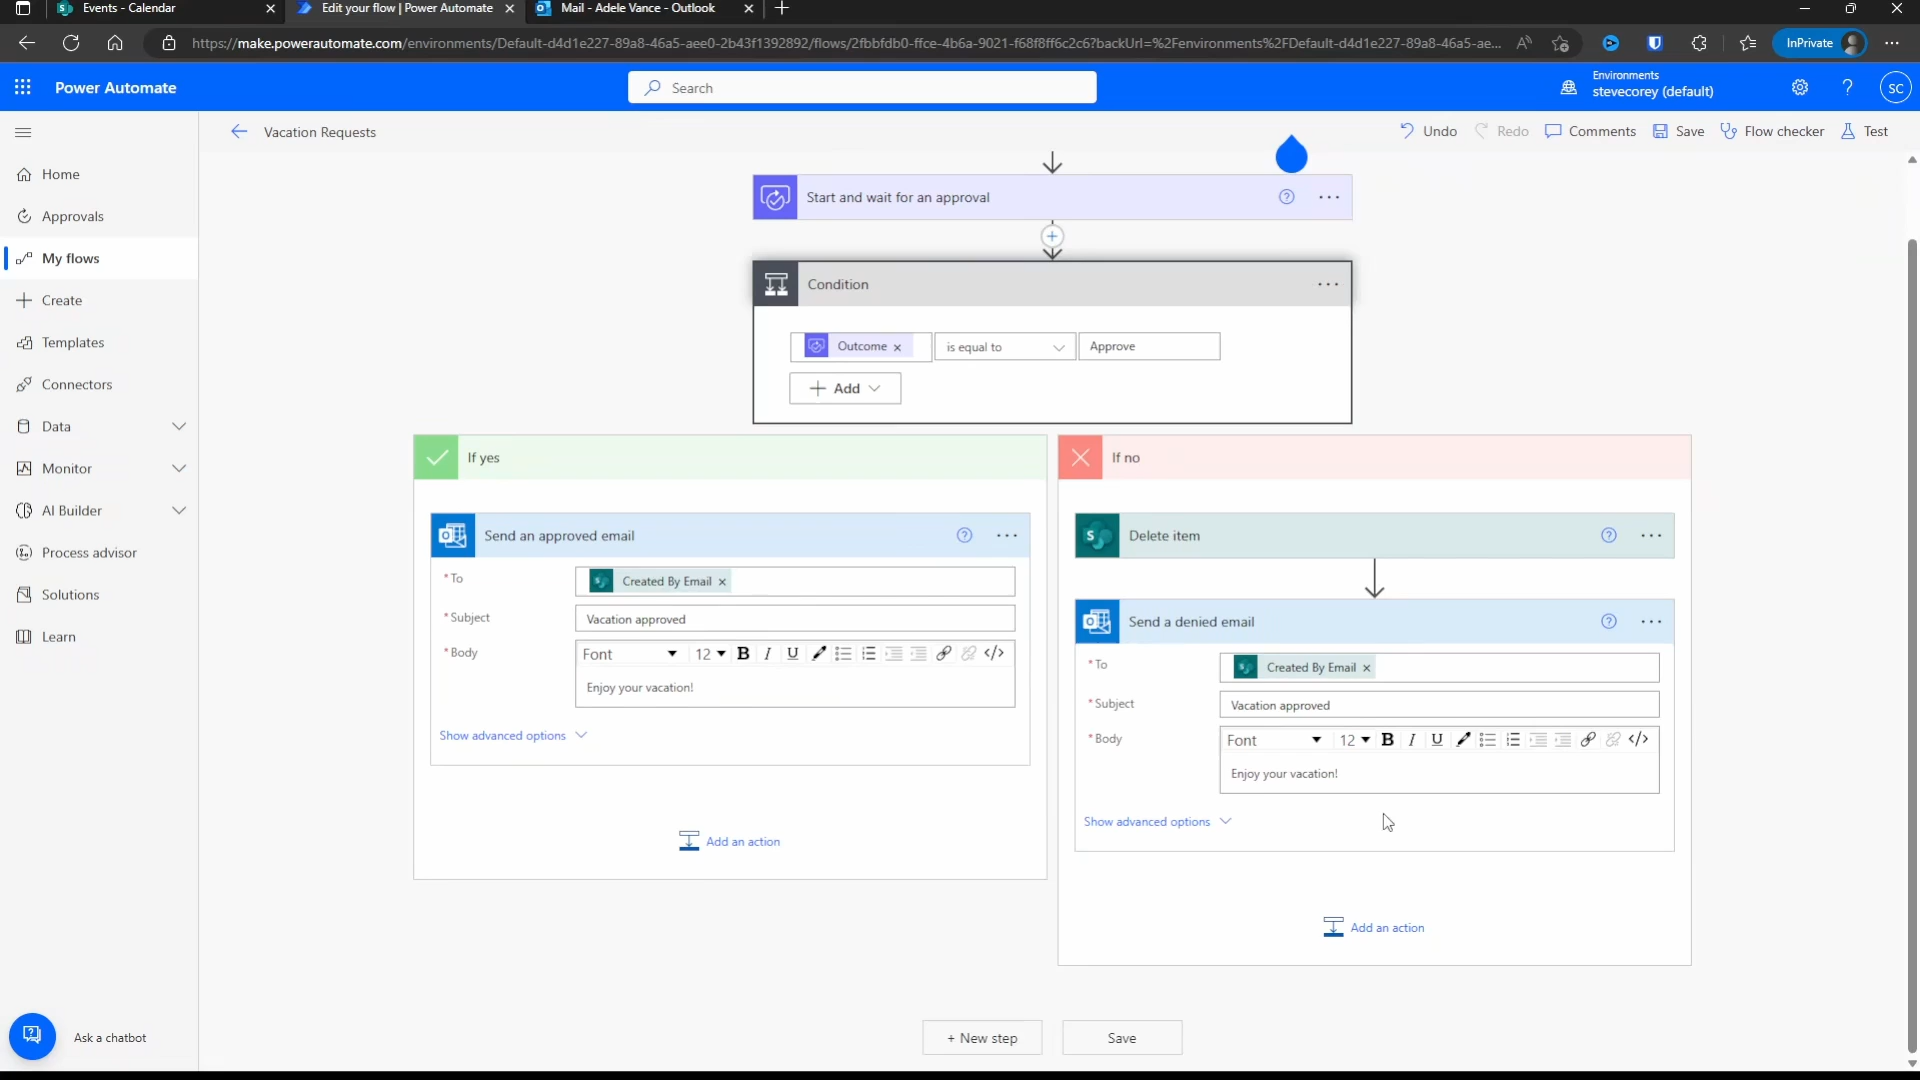 Events - Calendar
Edit your flow | Power Automate
Mail - Adele Vance - Outlook
https://make.powerautomate.com/environments/Default-d4d1e227-89a8-46a5-aee0-2b43f1392892/flows/2fbbfdb0-ffce-4b6a-9021-f68f8ff6c2c6?backUrl=%2Fenvironments%2FDefault-d4d1e227-89a8-46a5-ae...
InPrivate
Power Automate
Search
Environments
stevecorey (default)
SC
Vacation Requests
Undo
Redo
Comments
Save
Flow checker
Test
Home
Approvals
My flows
Create
Templates
Connectors
Data
Monitor
AI Builder
Process advisor
Solutions
Learn
Ask a chatbot
Start and wait for an approval
Condition
Outcome
is equal to
Approve
Add
If yes
Send an approved email
* To
Created By Email
* Subject
Vacation approved
* Body
Font
12
B I U
</>
Enjoy your vacation!
Show advanced options
Add an action
If no
Delete item
Send a denied email
* To
Created By Email
* Subject
Vacation approved
* Body
Font
12
B I U
</>
Enjoy your vacation!
Show advanced options
Add an action
+ New step
Save